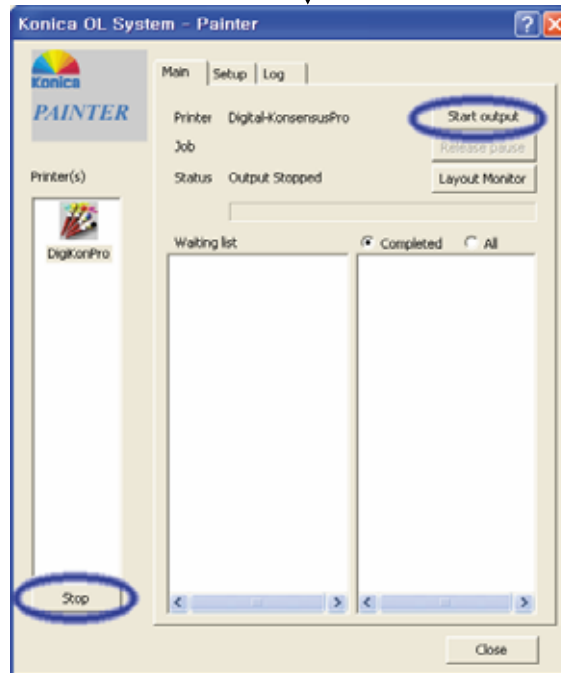 Konica OL System - Painter
Konica
PAINTER
Printer(s)
DigiKonPro
Stop
Main Setup Log
Printer Digital-KonsensusPro Start output
Job Release pause
Status Output Stopped Layout Monitor
Waiting list Completed All
Close